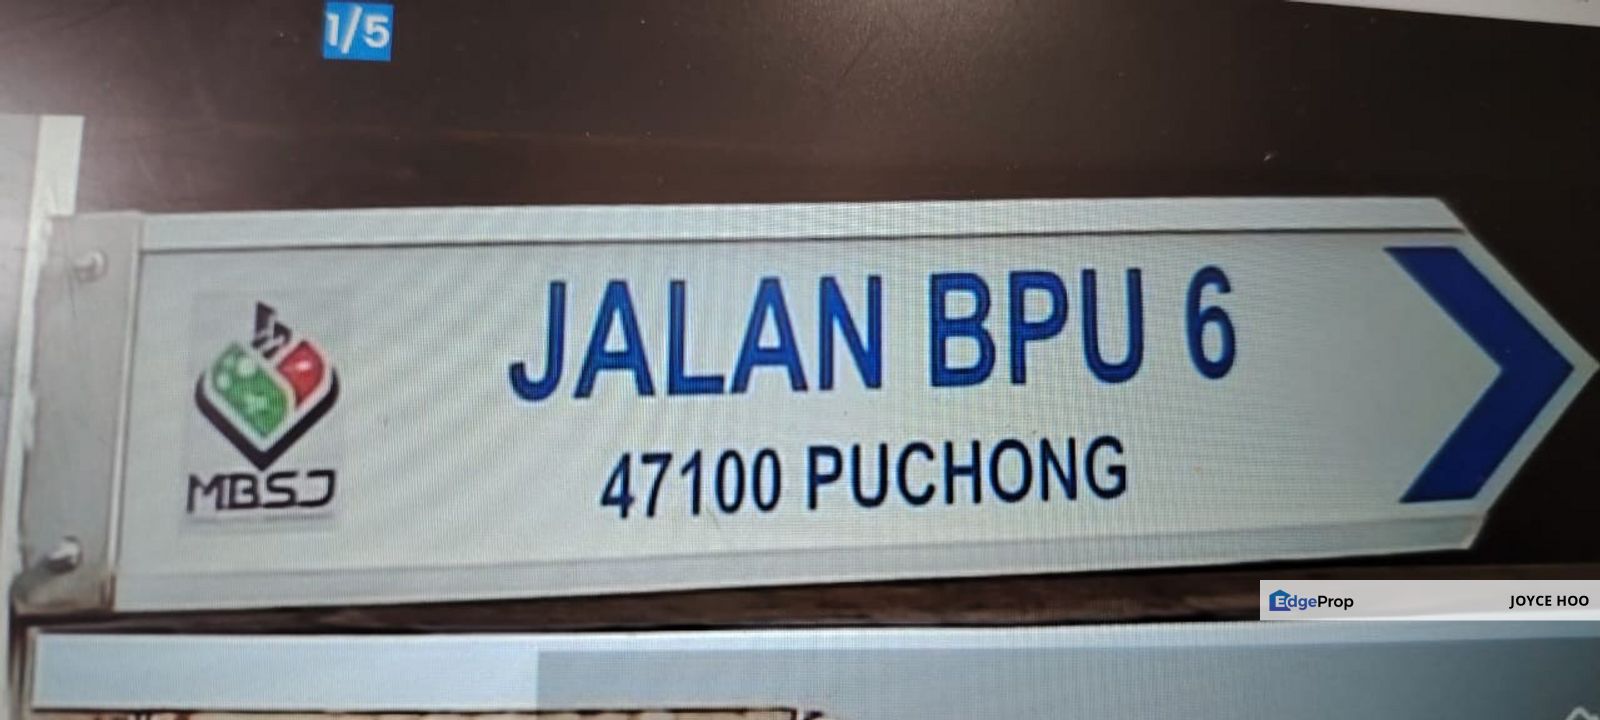 1/5
JALAN BPU 6
47100 PUCHONG
MBSJ
EdgeProp
JOYCE HOO